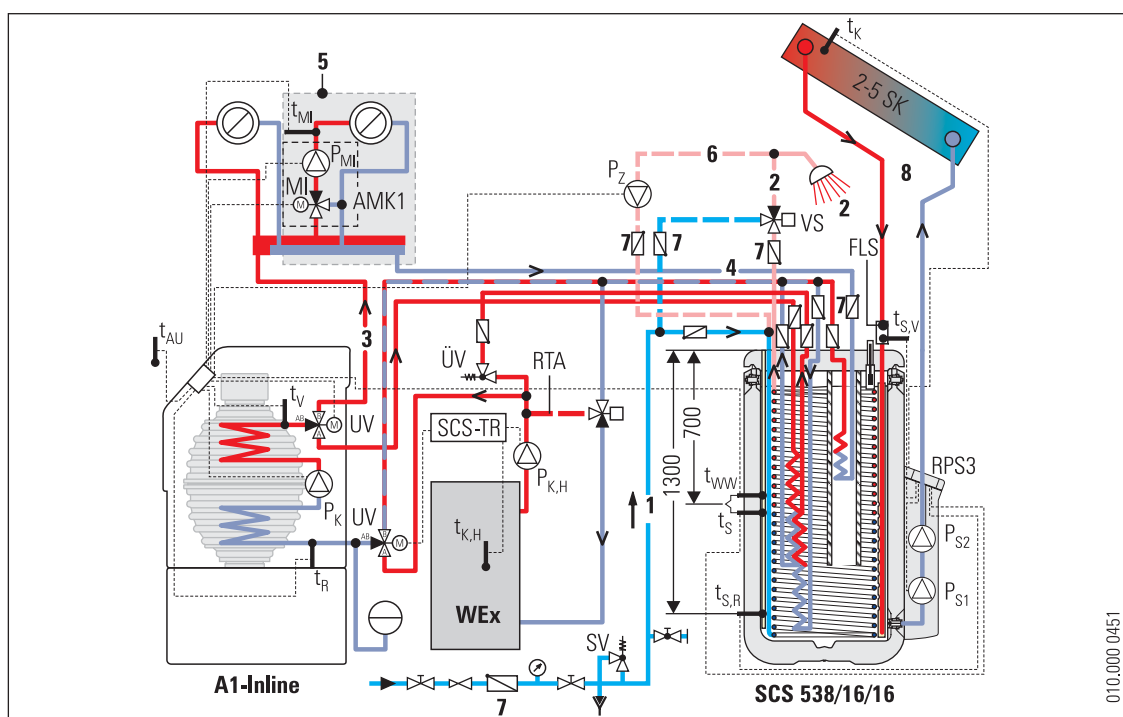 5
t_K
2-5 SK
t_MI
P_MI
MI
M
AMK1
P_Z
6
2
2
8
VS
7
7
7
FLS
4
7
3
t_AU
ÜV
RTA
t_S,V
t_V
A
B
AB
M
UV
SCS-TR
700
1300
P_K,H
t_WW
RPS3
P_K
UV
1
t_S
AB
B
A
M
t_K,H
P_S2
t_R
t_S,R
P_S1
WEx
SV
A1-Inline
7
SCS 538/16/16
010.000 0451